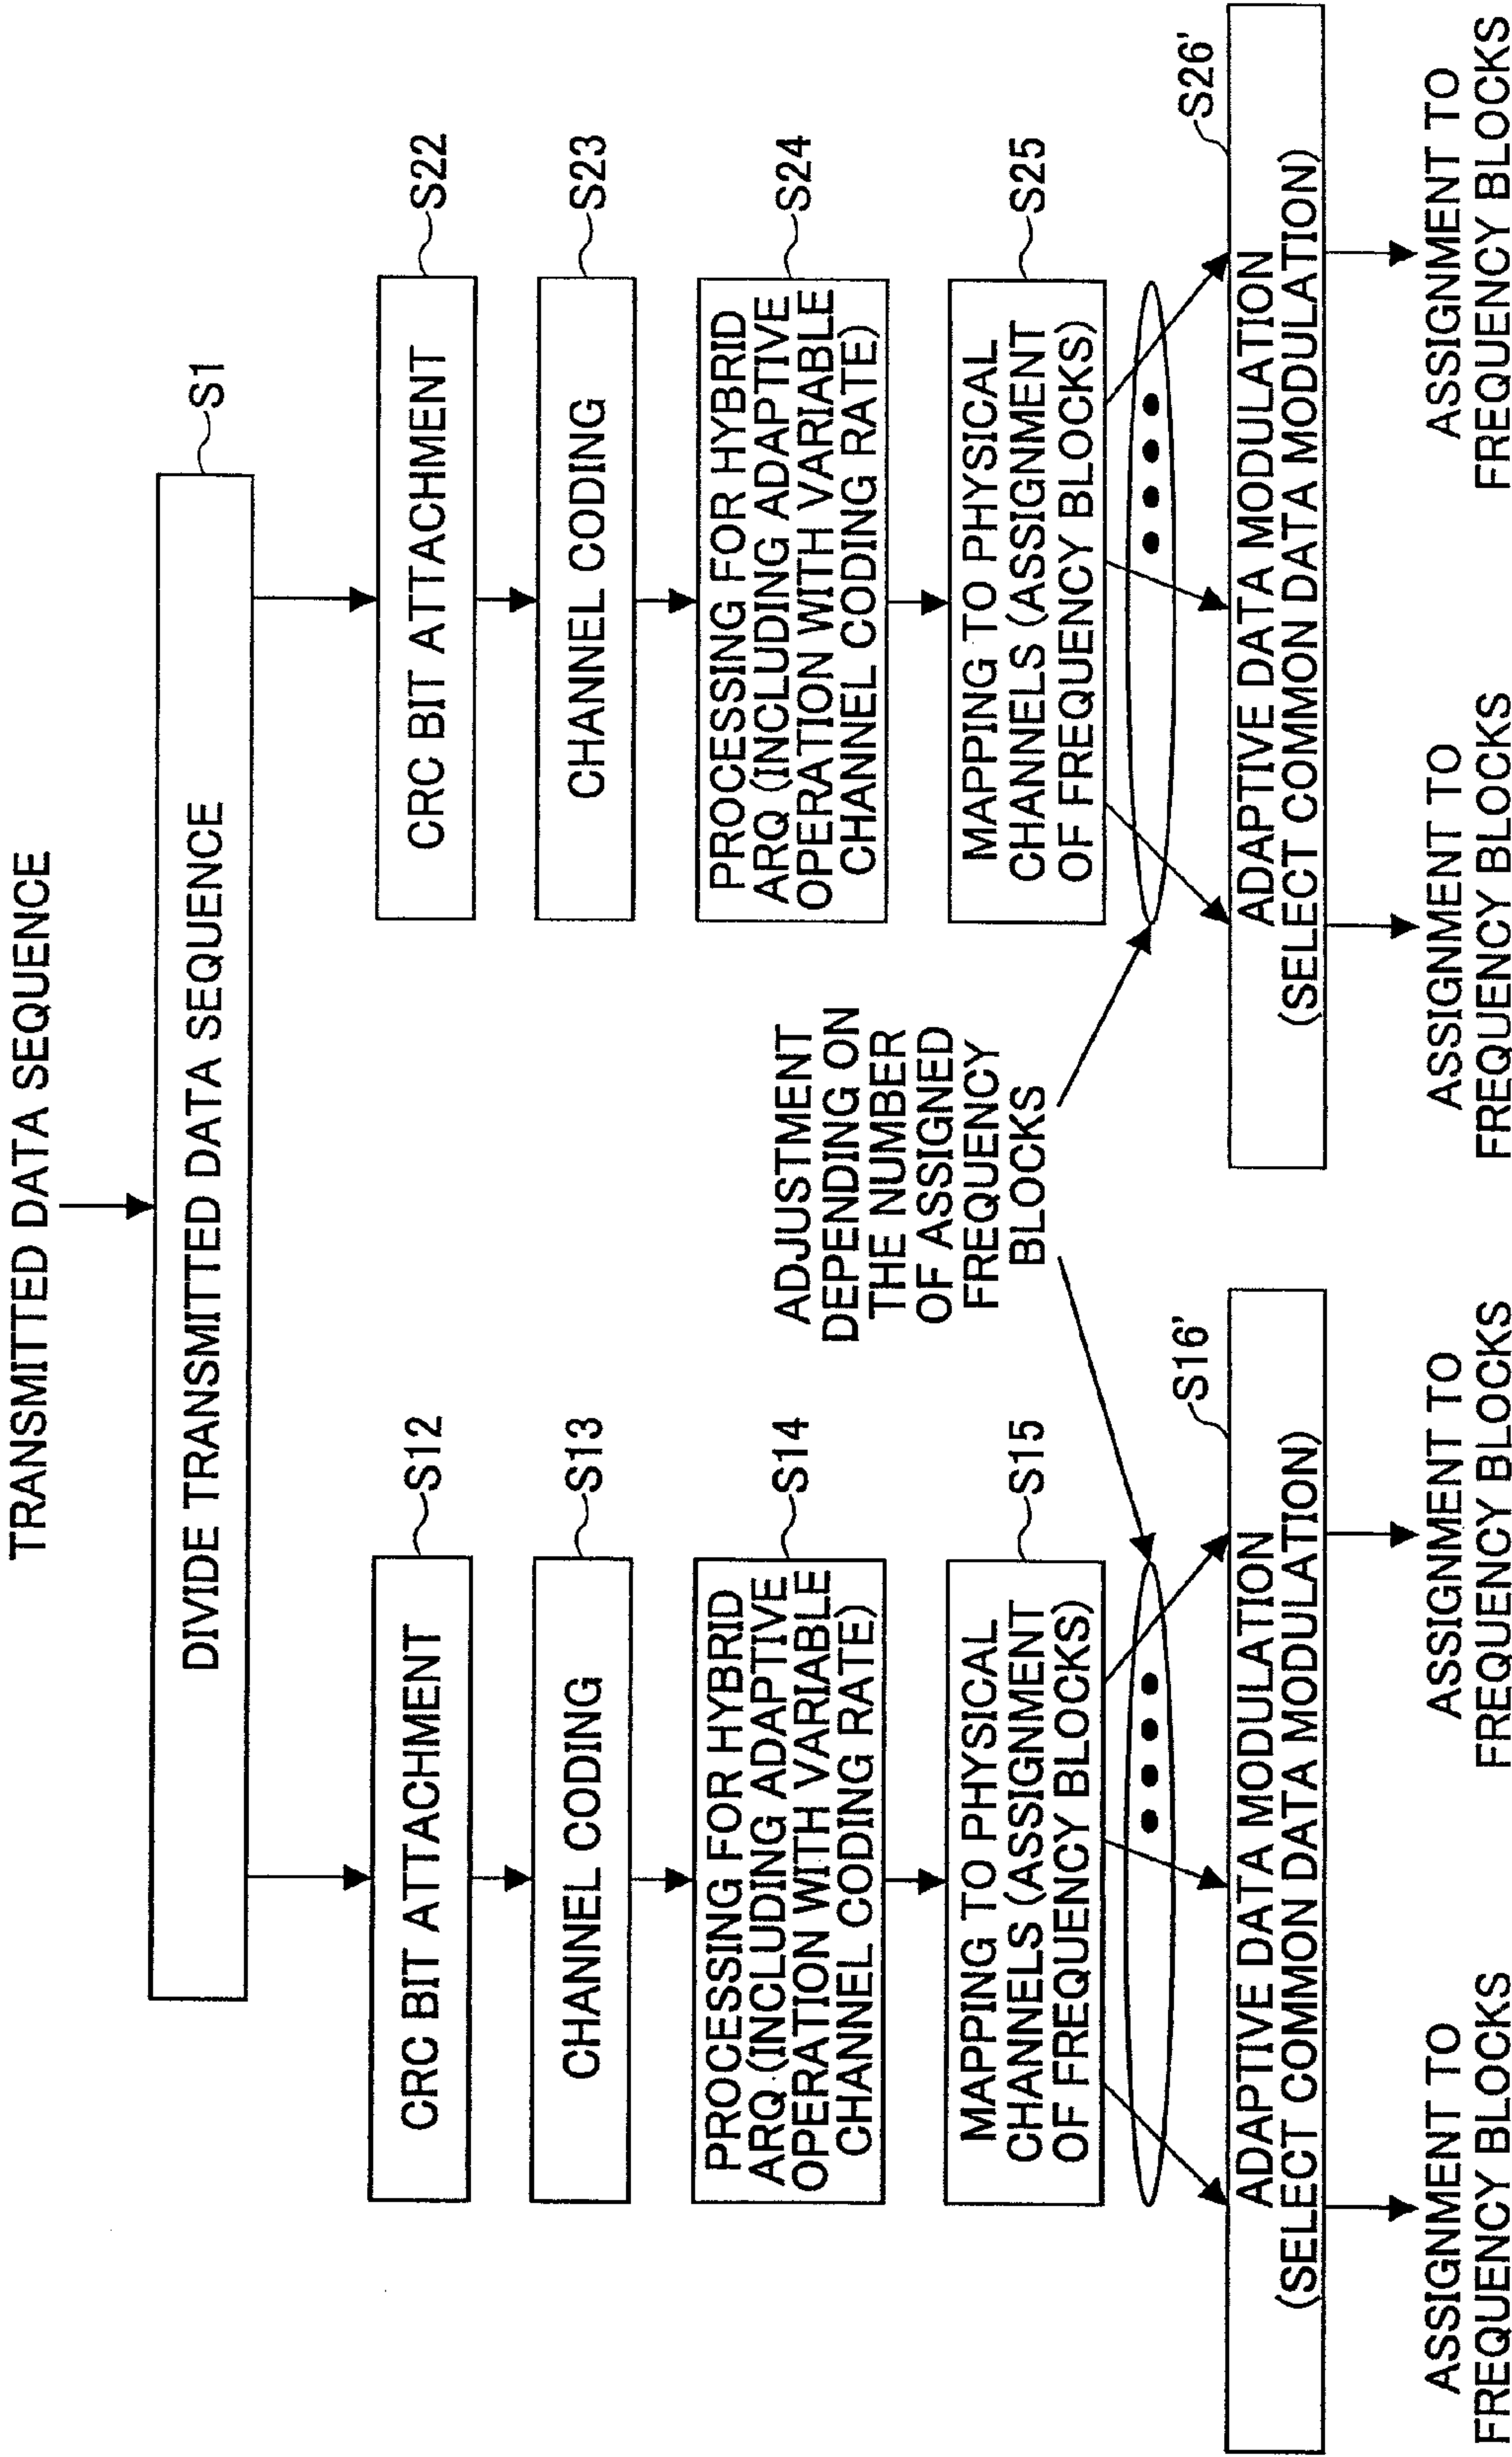 TRANSMITTED DATA SEQUENCE
DIVIDE TRANSMITTED DATA SEQUENCE
S1
CRC BIT ATTACHMENT
S12
CHANNEL CODING
S13
PROCESSING FOR HYBRID
ARQ (INCLUDING ADAPTIVE
OPERATION WITH VARIABLE
CHANNEL CODING RATE)
S14
MAPPING TO PHYSICAL
CHANNELS (ASSIGNMENT
OF FREQUENCY BLOCKS)
S15
ADJUSTMENT
DEPENDING ON
THE NUMBER
OF ASSIGNED
FREQUENCY
BLOCKS
S16'
ADAPTIVE DATA MODULATION
(SELECT COMMON DATA MODULATION)
ASSIGNMENT TO
FREQUENCY BLOCKS
ASSIGNMENT TO
FREQUENCY BLOCKS
CRC BIT ATTACHMENT
S22
CHANNEL CODING
S23
PROCESSING FOR HYBRID
ARQ (INCLUDING ADAPTIVE
OPERATION WITH VARIABLE
CHANNEL CODING RATE)
S24
MAPPING TO PHYSICAL
CHANNELS (ASSIGNMENT
OF FREQUENCY BLOCKS)
S25
S26'
ADAPTIVE DATA MODULATION
(SELECT COMMON DATA MODULATION)
ASSIGNMENT TO
FREQUENCY BLOCKS
ASSIGNMENT TO
FREQUENCY BLOCKS